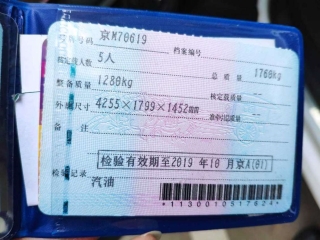 号牌号码 京M70619 档案编号
核定载人数 5人 总质量 1760kg
整备质量 1280kg 核定载质量 --
外廓尺寸 4255×1799×1452mm 准牵引总质量 --
备注
检验有效期至2019年10月京A(01)
检验记录
汽油
*1130010517624*